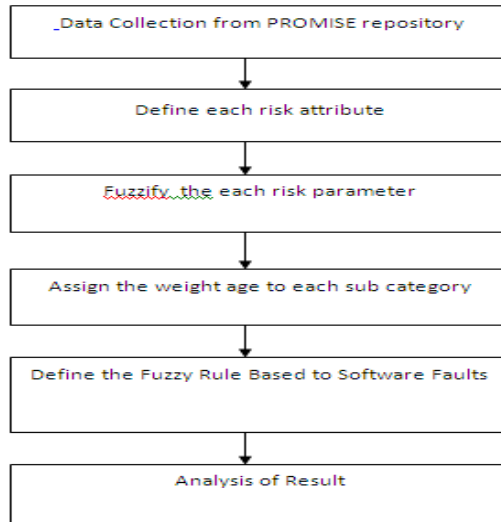 Data Collection from PROMISE repository
Define each risk attribute
Fuzzify the each risk parameter
Assign the weight age to each sub category
Define the Fuzzy Rule Based to Software Faults
Analysis of Result